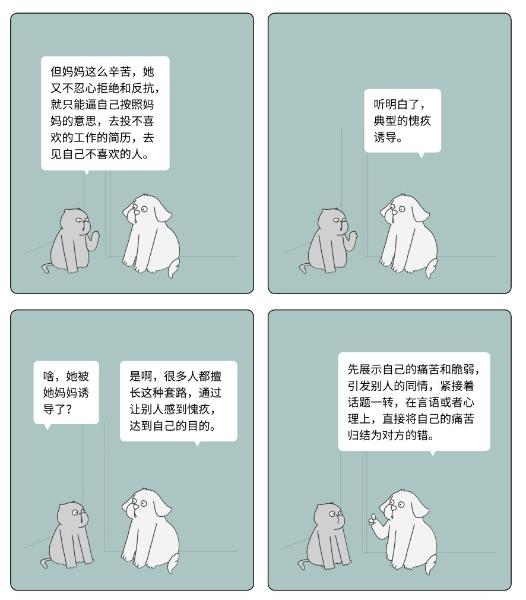 但妈妈这么辛苦，她
又不忍心拒绝和反抗，
就只能逼自己按照妈
妈的意思，去投不喜
欢的工作的简历，去
见自己不喜欢的人。
听明白了，
典型的愧疚
诱导。
啥，她被
她妈妈诱
导了？
是啊，很多人都擅
长这种套路，通过
让别人感到愧疚，
达到自己的目的。
先展示自己的痛苦和脆弱，
引发别人的同情，紧接着
话题一转，在言语或者心
理上，直接将自己的痛苦
归结为对方的错。